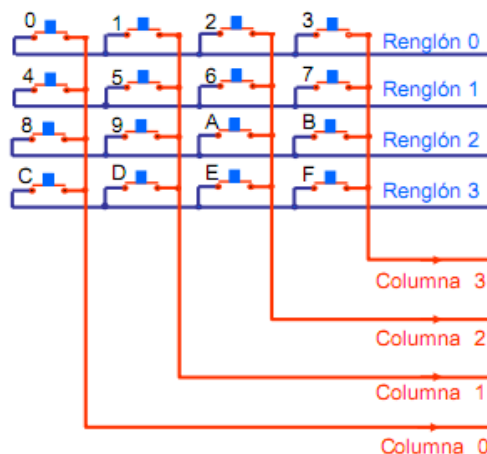 0 1 2 3
Renglón 0
4 5 6 7
Renglón 1
8 9 A B
Renglón 2
C D E F
Renglón 3
Columna 3
Columna 2
Columna 1
Columna 0